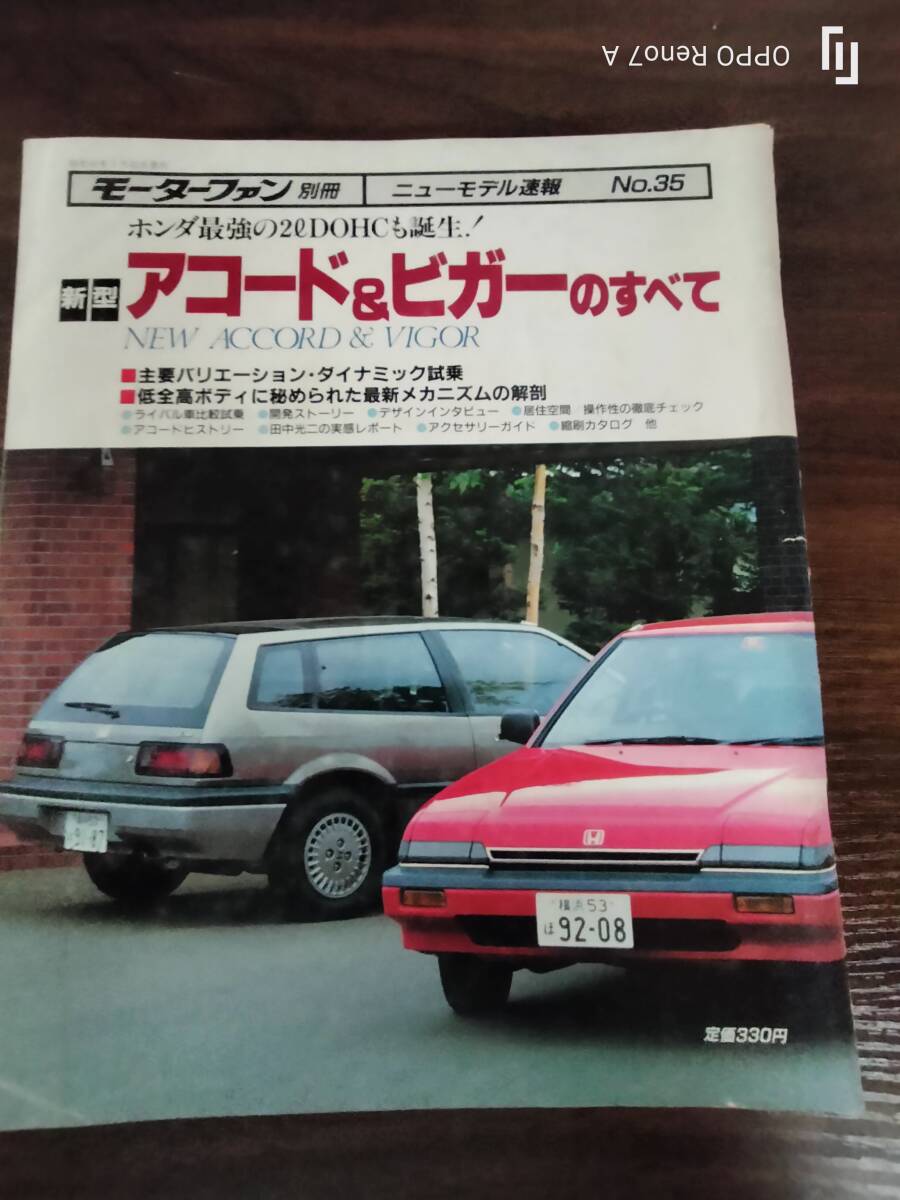 OPPO Reno7 A
モーターファン 別冊 ニューモデル速報 No.35
ホンダ最強の2ℓDOHCも誕生!
新型 アコード&ビガーのすべて
NEW ACCORD & VIGOR
■主要バリエーション・ダイナミック試乗
■低全高ボディに秘められた最新メカニズムの解剖
●ライバル車比較試乗 ●開発ストーリー ●デザインインタビュー ●居住空間 操作性の徹底チェック
●アコードヒストリー ●田中光二の実感レポート ●アクセサリーガイド ●縮刷カタログ 他
横浜53
ほ 92-08
定価330円